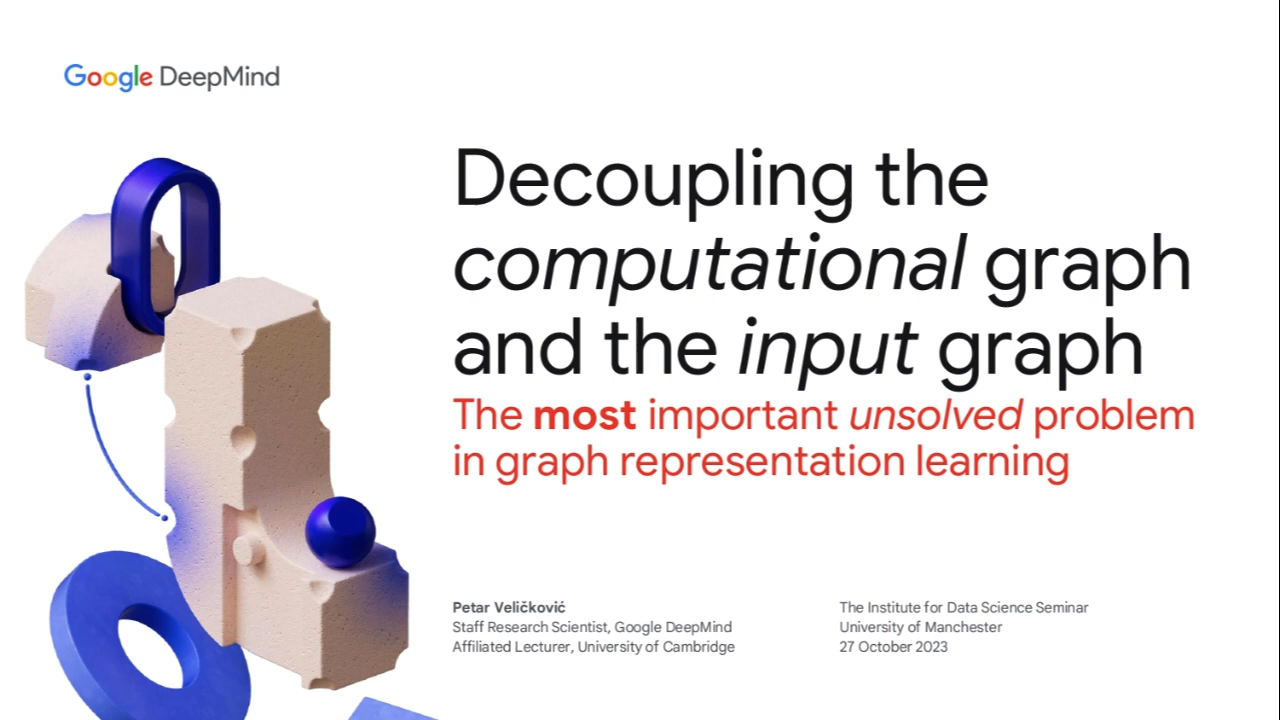 Google DeepMind
Decoupling the
computational graph
and the input graph
The most important unsolved problem
in graph representation learning
Petar Veličković
Staff Research Scientist, Google DeepMind
Affiliated Lecturer, University of Cambridge
The Institute for Data Science Seminar
University of Manchester
27 October 2023